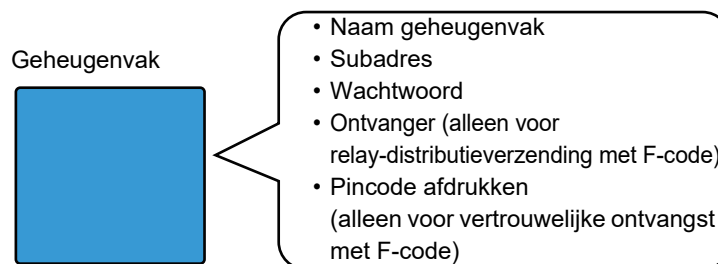 Geheugenvak
• Naam geheugenvak
• Subadres
• Wachtwoord
• Ontvanger (alleen voor
relay-distributieverzending met F-code)
• Pincode afdrukken
(alleen voor vertrouwelijke ontvangst
met F-code)